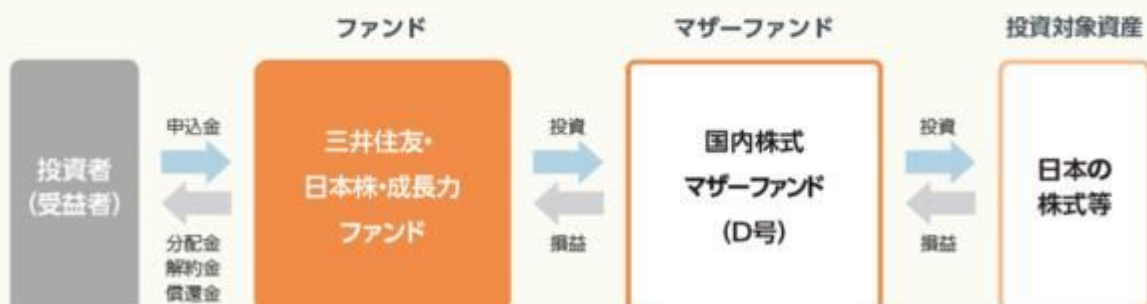 ファンド
マザーファンド
投資対象資産
投資者
(受益者)
申込金
分配金
解約金
償還金
三井住友・
日本株・成長力
ファンド
投資
損益
国内株式
マザーファンド
(D号)
投資
損益
日本の
株式等